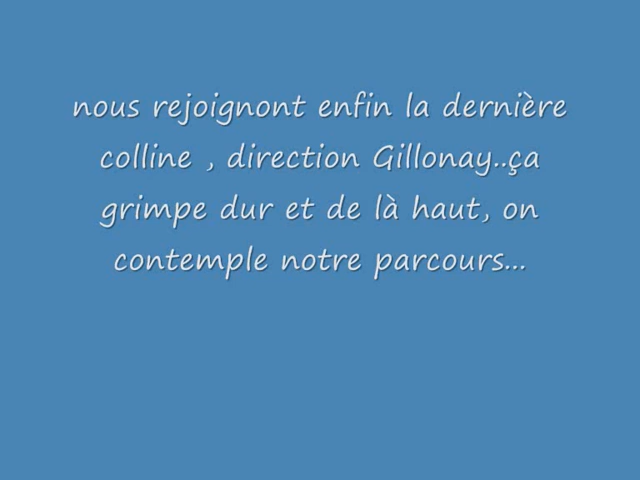 nous rejoignont enfin la dernière
colline , direction Gillonay..ça
grimpe dur et de là haut, on
contemple notre parcours...